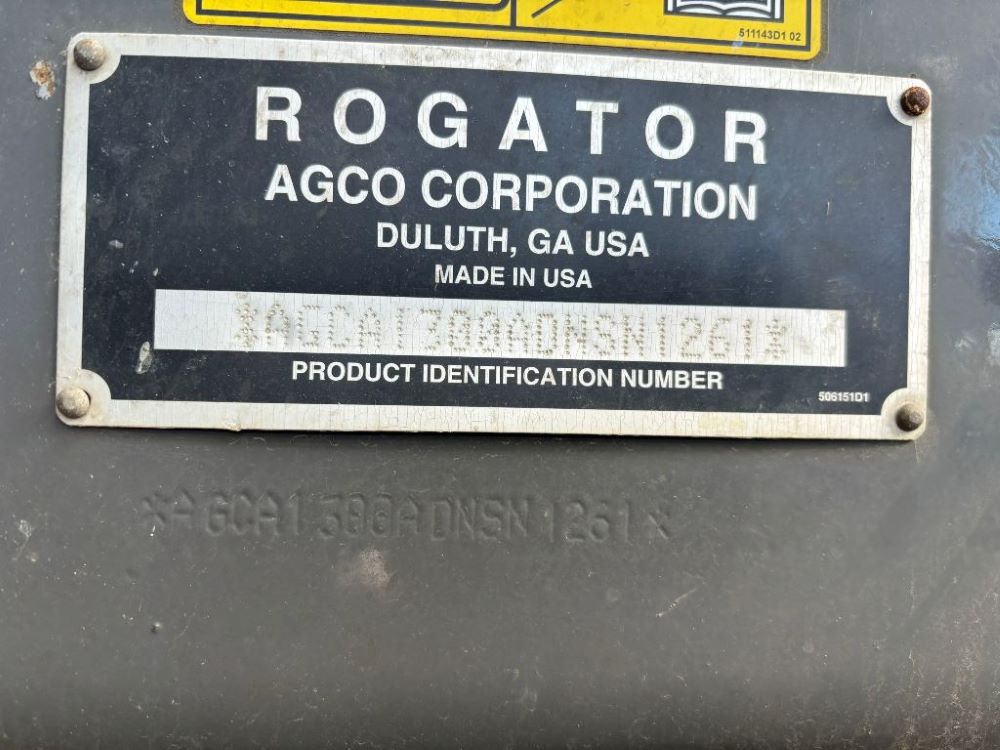 511143D1 02
ROGATOR
AGCO CORPORATION
DULUTH, GA USA
MADE IN USA
*AGCA1300ADNSN1261*
PRODUCT IDENTIFICATION NUMBER
506151D1
*AGCA1300ADNSN1261*